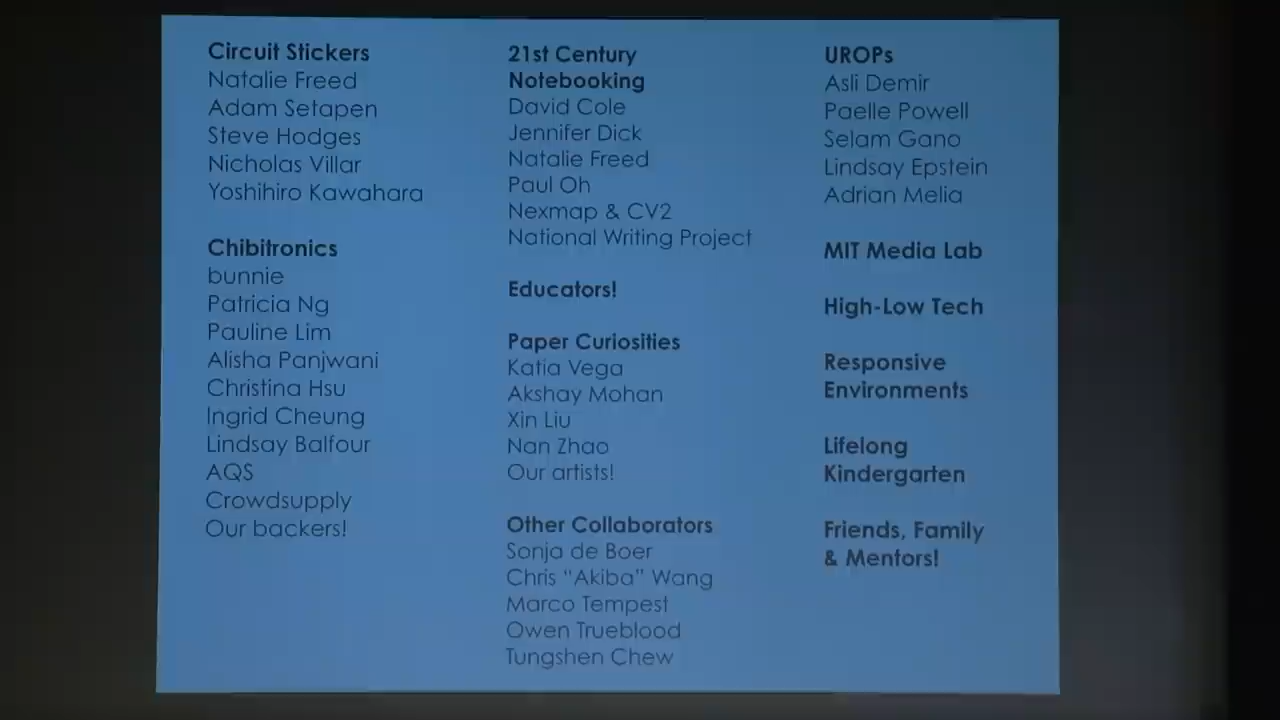 Circuit Stickers
Natalie Freed
Adam Setapen
Steve Hodges
Nicholas Villar
Yoshihiro Kawahara
Chibitronics
bunnie
Patricia Ng
Pauline Lim
Alisha Panjwani
Christina Hsu
Ingrid Cheung
Lindsay Balfour
AQS
Crowdsupply
Our backers!
21st Century
Notebooking
David Cole
Jennifer Dick
Natalie Freed
Paul Oh
Nexmap & CV2
National Writing Project
Educators!
Paper Curiosities
Katia Vega
Akshay Mohan
Xin Liu
Nan Zhao
Our artists!
Other Collaborators
Sonja de Boer
Chris “Akiba” Wang
Marco Tempest
Owen Trueblood
Tungshen Chew
UROPs
Asli Demir
Paelle Powell
Selam Gano
Lindsay Epstein
Adrian Melia
MIT Media Lab
High-Low Tech
Responsive
Environments
Lifelong
Kindergarten
Friends, Family
& Mentors!